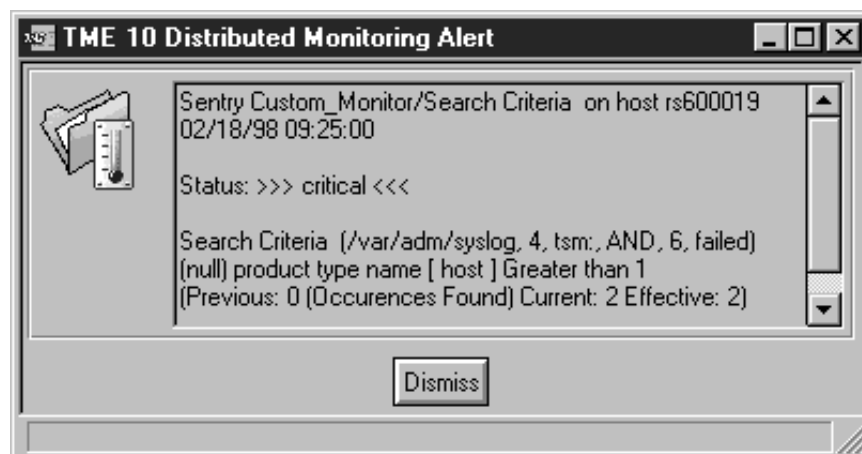 TME 10 Distributed Monitoring Alert
Sentry Custom_Monitor/Search Criteria on host rs600019
02/18/98 09:25:00
Status: >>> critical <<<
Search Criteria (/var/adm/syslog, 4, tsm:, AND, 6, failed)
(null) product type name [ host ] Greater than 1
(Previous: 0 (Occurences Found) Current: 2 Effective: 2)
Dismiss